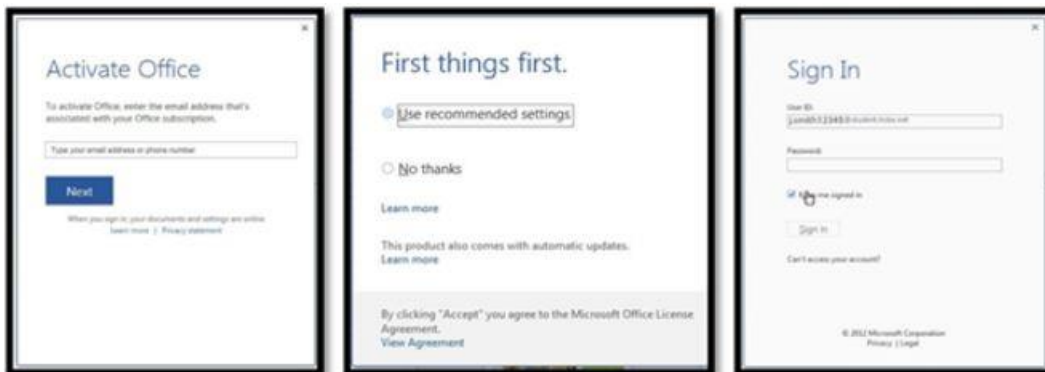 Activate Office
To activate Office, enter the email address that's
associated with your Office subscription.
Type your email address or phone number
Next
When you sign in, your documents and settings are online
Learn more | Privacy statement
First things first.
Use recommended settings
No thanks
Learn more
This product also comes with automatic updates.
Learn more
By clicking "Accept" you agree to the Microsoft Office License
Agreement.
View Agreement
Sign In
User ID:
Password:
me signed in
Sign in
Can't access your account?
© 2012 Microsoft Corporation
Privacy | Legal